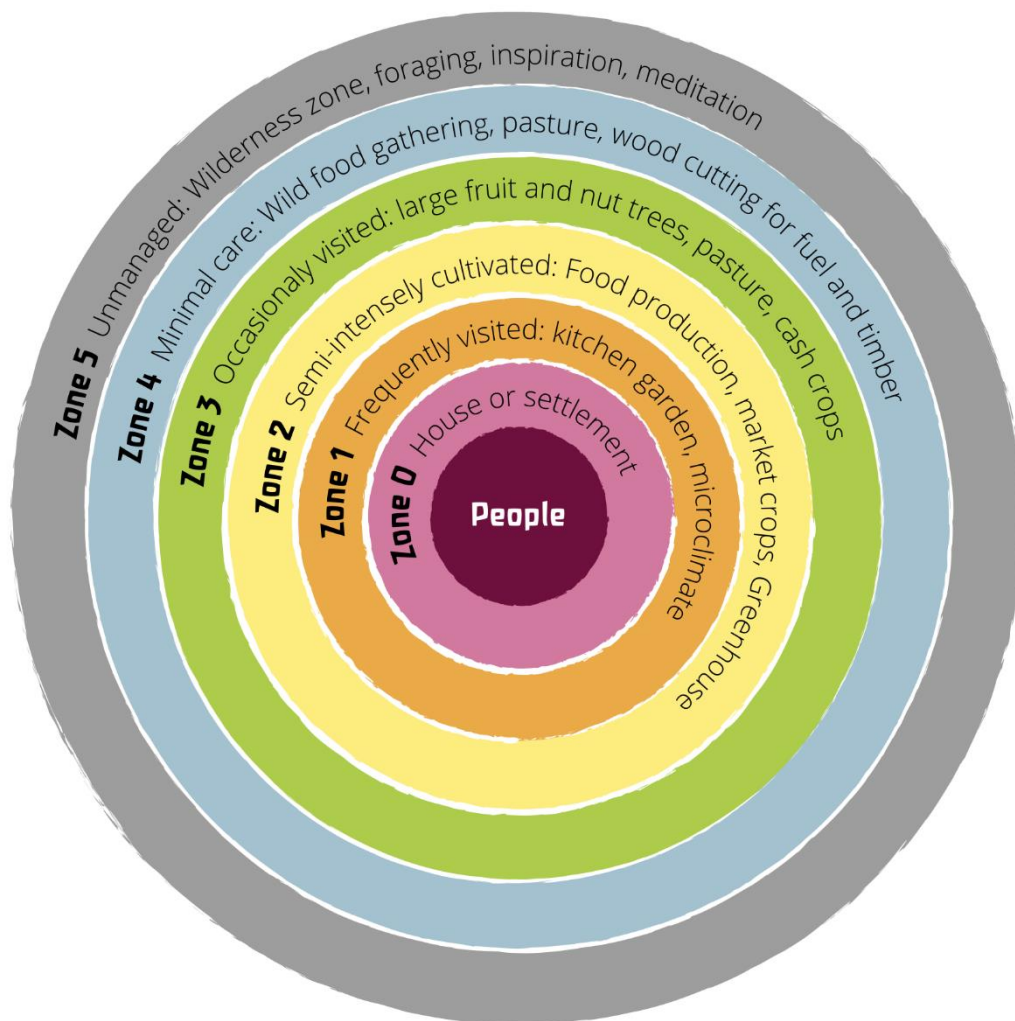 Zone 5 Unmanaged: Wilderness zone, foraging, inspiration, meditation
Zone 4 Minimal care: Wild food gathering, pasture, wood cutting for fuel and timber
Zone 3 Occasionaly visited: large fruit and nut trees, pasture, cash crops
Zone 2 Semi-intensely cultivated: Food production, market crops, Greenhouse
Zone 1 Frequently visited: kitchen garden, microclimate
Zone 0 House or settlement
People